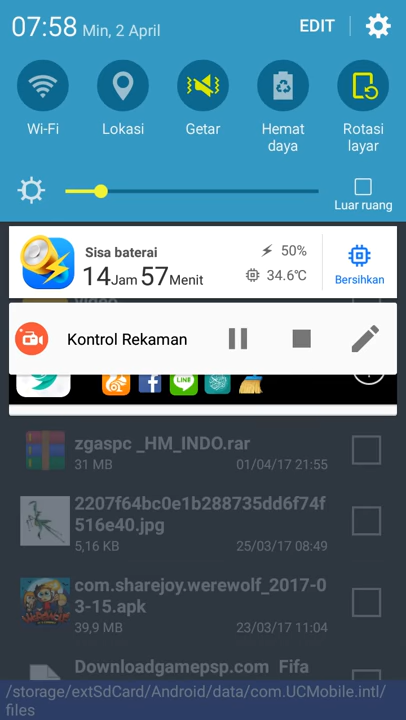 07:58 Min, 2 April EDIT
Wi-Fi Lokasi Getar Hemat daya Rotasi layar
Luar ruang
Sisa baterai
14Jam 57Menit
50%
34.6°C
Bersihkan
Kontrol Rekaman
LINE
zgaspc _HM_INDO.rar
31 MB 01/04/17 21:55
2207f64bc0e1b288735dd6f74f
516e40.jpg
5,16 KB 25/03/17 08:49
com.sharejoy.werewolf_2017-0
3-15.apk
39,9 MB 23/03/17 11:04
Downloadgamepsp.com Fifa
/storage/extSdCard/Android/data/com.UCMobile.intl/
files